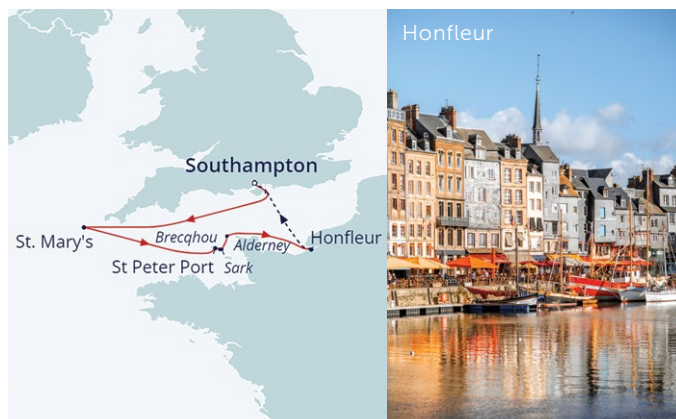 Honfleur
Southampton
St. Mary's
Brecqhou
Alderney
Honfleur
St Peter Port
Sark